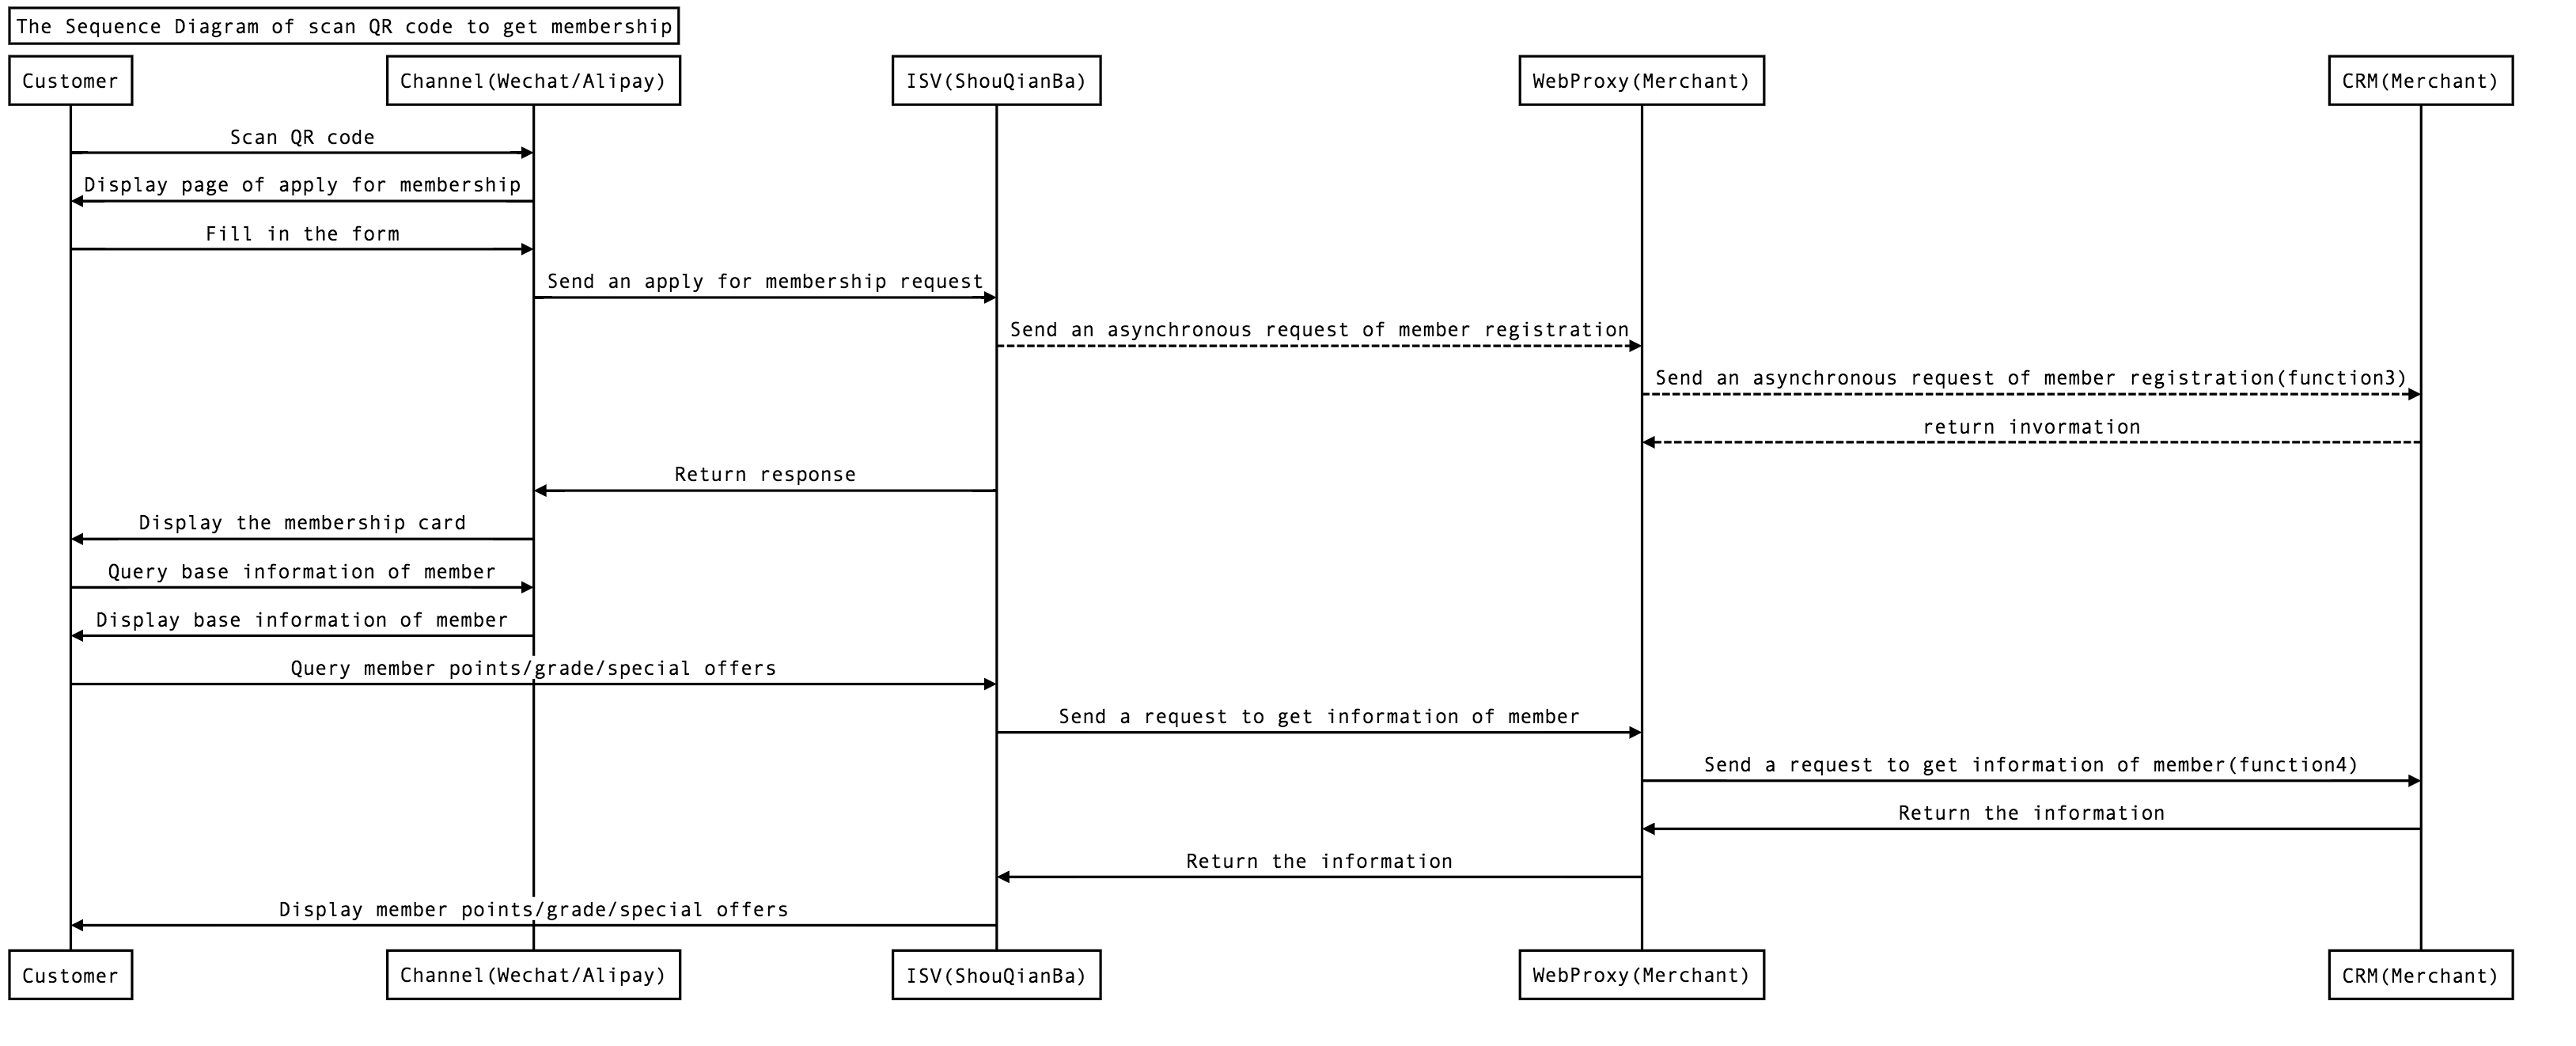 The Sequence Diagram of scan QR code to get membership
Customer
Channel(Wechat/Alipay)
ISV(ShouQianBa)
WebProxy(Merchant)
CRM(Merchant)
Scan QR code
Display page of apply for membership
Fill in the form
Send an apply for membership request
Send an asynchronous request of member registration
Send an asynchronous request of member registration(function3)
return invormation
Return response
Display the membership card
Query base information of member
Display base information of member
Query member points/grade/special offers
Send a request to get information of member
Send a request to get information of member(function4)
Return the information
Return the information
Display member points/grade/special offers
Customer
Channel(Wechat/Alipay)
ISV(ShouQianBa)
WebProxy(Merchant)
CRM(Merchant)